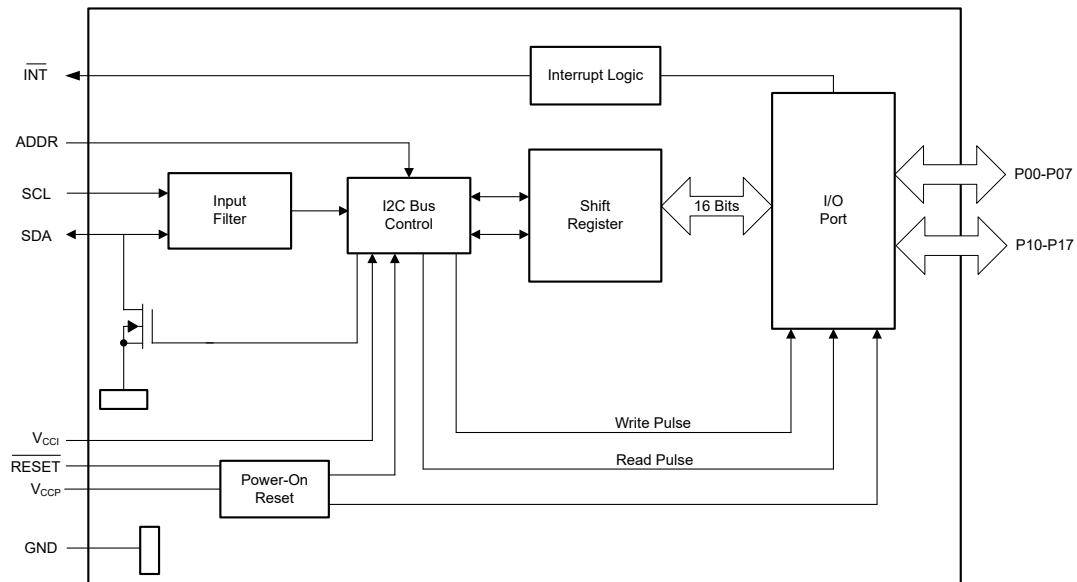 INT
Interrupt Logic
ADDR
SCL
SDA
Input
Filter
I2C Bus
Control
Shift
Register
16 Bits
I/O
Port
P00-P07
P10-P17
Write Pulse
Read Pulse
VCCI
RESET
VCCP
Power-On
Reset
GND